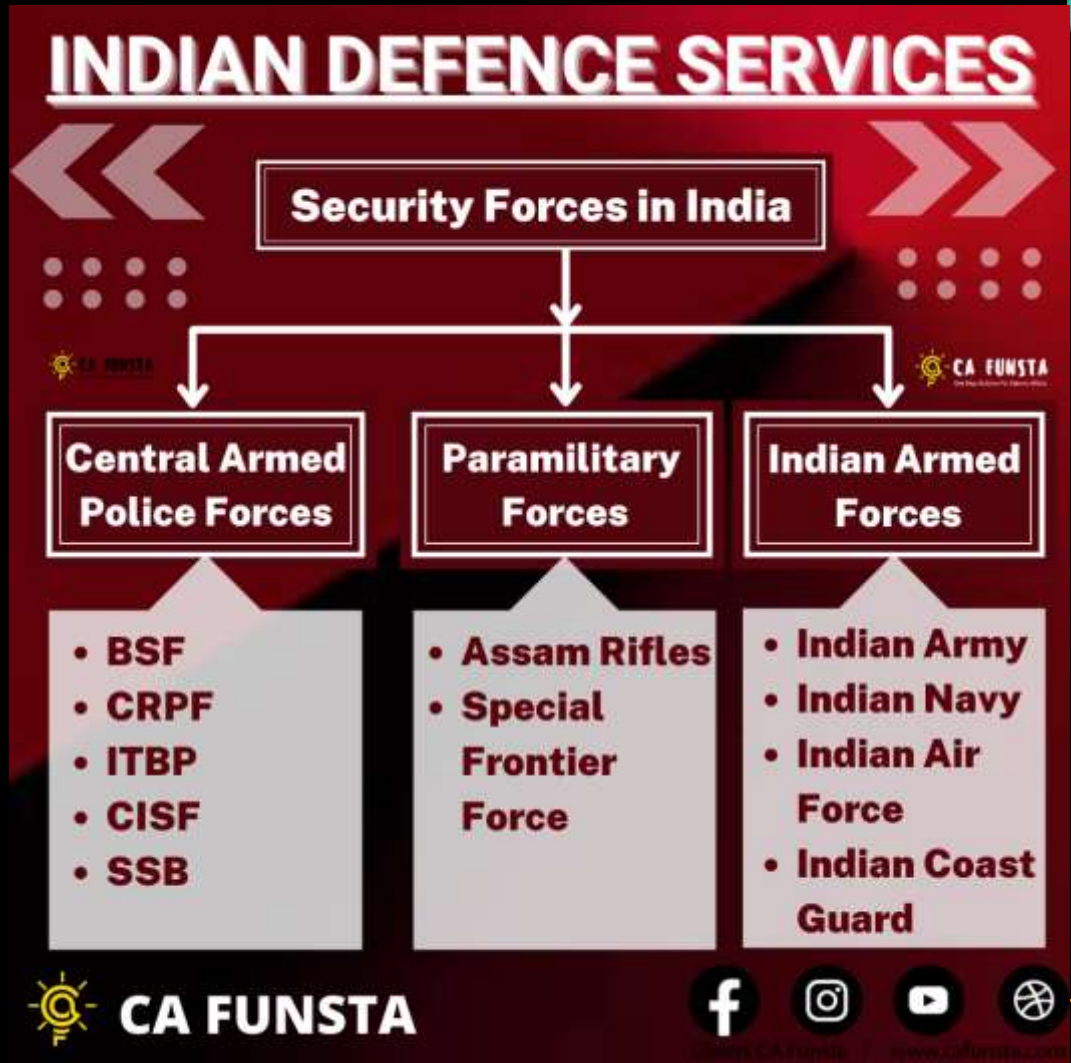 INDIAN DEFENCE SERVICES
Security Forces in India
CA FUNSTA
CA FUNSTA
Central Armed
Police Forces
• BSF
• CRPF
• ITBP
• CISF
• SSB
Paramilitary
Forces
• Assam Rifles
• Special
Frontier
Force
Indian Armed
Forces
• Indian Army
• Indian Navy
• Indian Air
Force
• Indian Coast
Guard
CA FUNSTA